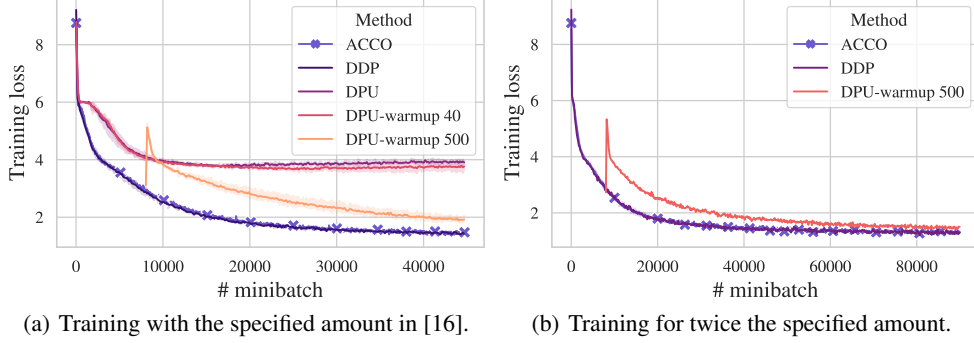 Training loss
8
6
4
2
0
10000
20000
30000
40000
# minibatch
Method
ACCO
DDP
DPU
DPU-warmup 40
DPU-warmup 500
(a) Training with the specified amount in [16].
Training loss
8
6
4
2
0
20000
40000
60000
80000
# minibatch
Method
ACCO
DDP
DPU-warmup 500
(b) Training for twice the specified amount.